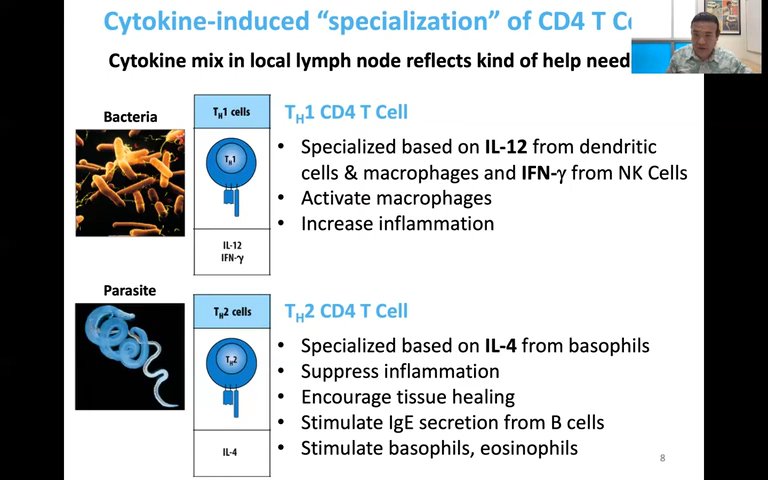 Cytokine-induced “specialization” of CD4 T
Cytokine mix in local lymph node reflects kind of help
Bacteria
TH1 cells
TH1
IL-12
IFN-γ
TH1 CD4 T Cell
• Specialized based on IL-12 from dendritic
cells & macrophages and IFN-γ from NK Cells
• Activate macrophages
• Increase inflammation
Parasite
TH2 cells
TH2
IL-4
TH2 CD4 T Cell
• Specialized based on IL-4 from basophils
• Suppress inflammation
• Encourage tissue healing
• Stimulate IgE secretion from B cells
• Stimulate basophils, eosinophils
8